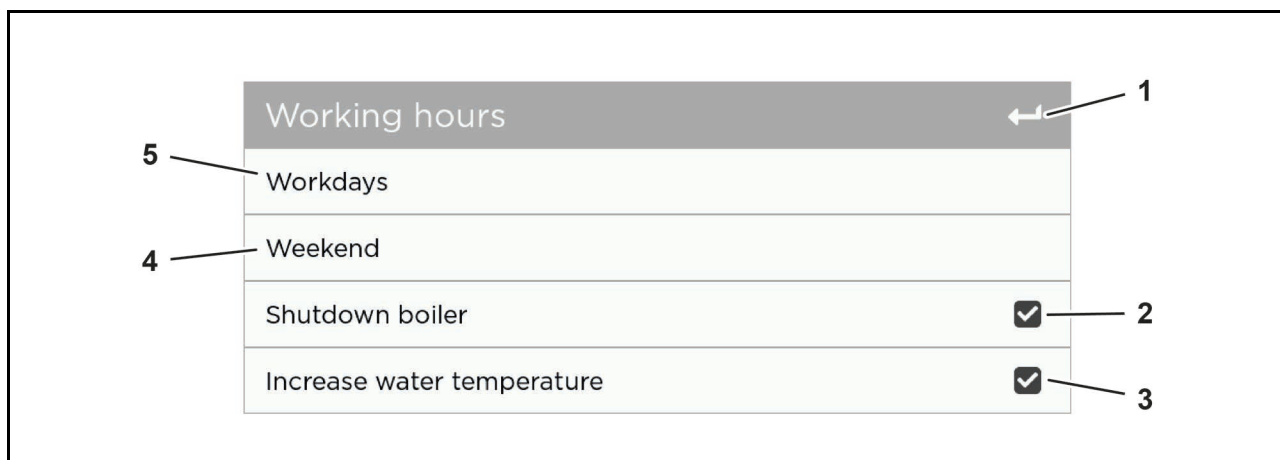 Working hours
1
5
Workdays
4
Weekend
Shutdown boiler
2
Increase water temperature
3